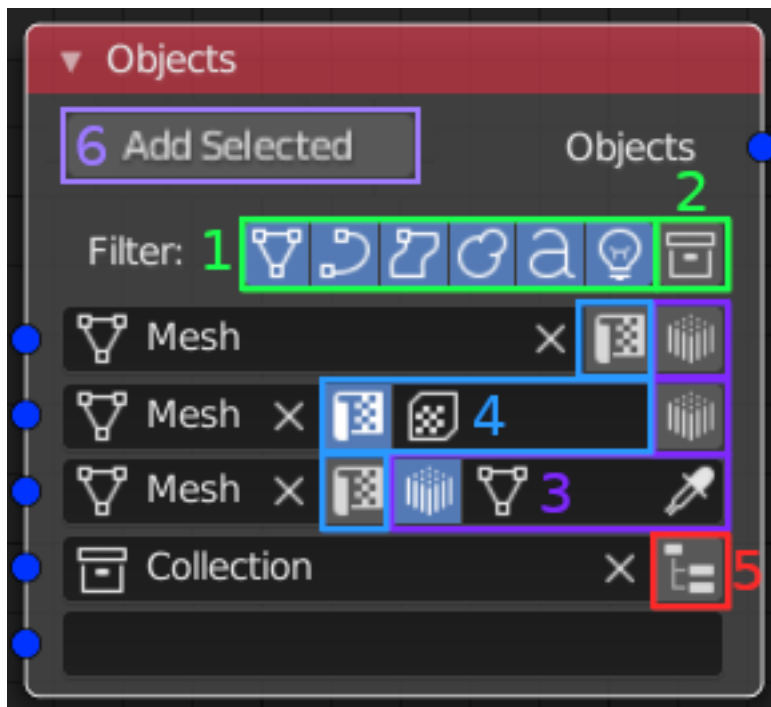 Objects
6 Add Selected
Objects
2
Filter: 1
Mesh
Mesh 4
Mesh 3
Collection
5